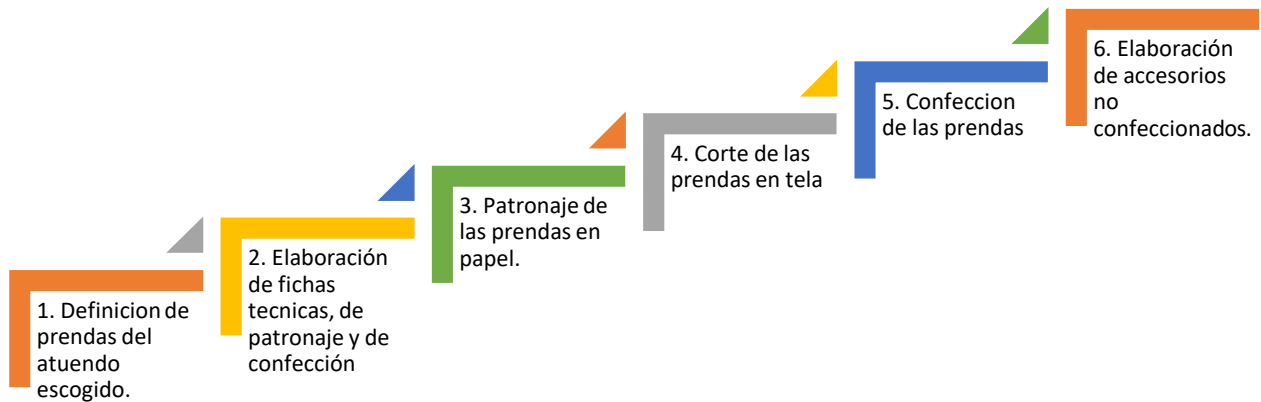 1. Definicion de
prendas del
atuendo
escogido.
2. Elaboración
de fichas
tecnicas, de
patronaje y de
confección
3. Patronaje de
las prendas en
papel.
4. Corte de las
prendas en tela
5. Confeccion
de las prendas
6. Elaboración
de accesorios
no
confeccionados.